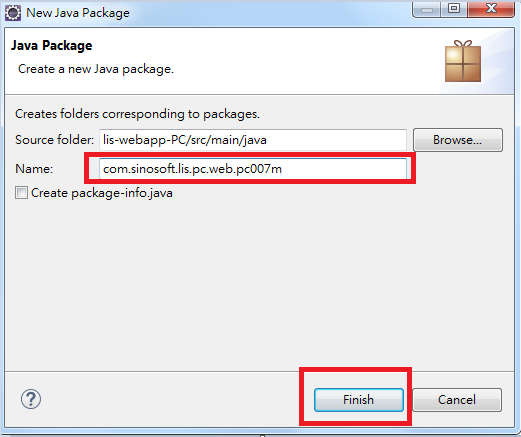 New Java Package
Java Package
Create a new Java package.
Creates folders corresponding to packages.
Source folder: lis-webapp-PC/src/main/java Browse...
Name: com.sinosoft.lis.pc.web.pc007m
Create package-info.java
? Finish Cancel